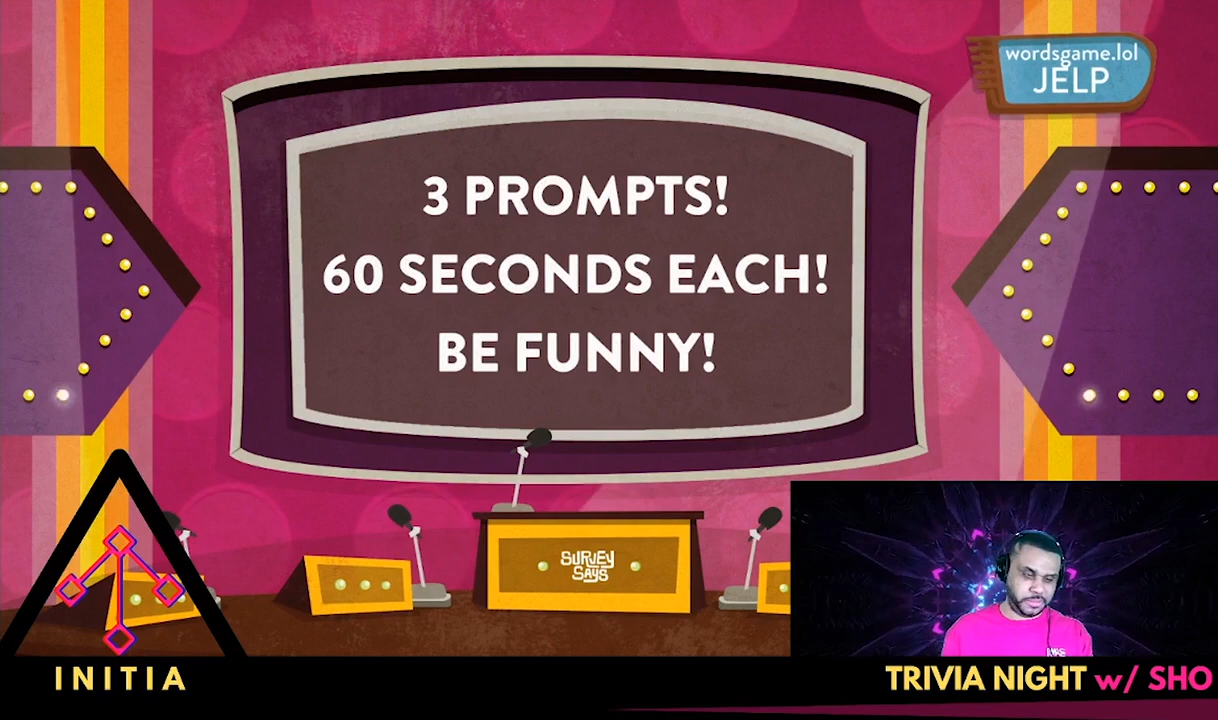 wordsgame.lol
JELP
3 PROMPTS!
60 SECONDS EACH!
BE FUNNY!
SURVEY
SAYS
INITIA
TRIVIA NIGHT w/ SHO